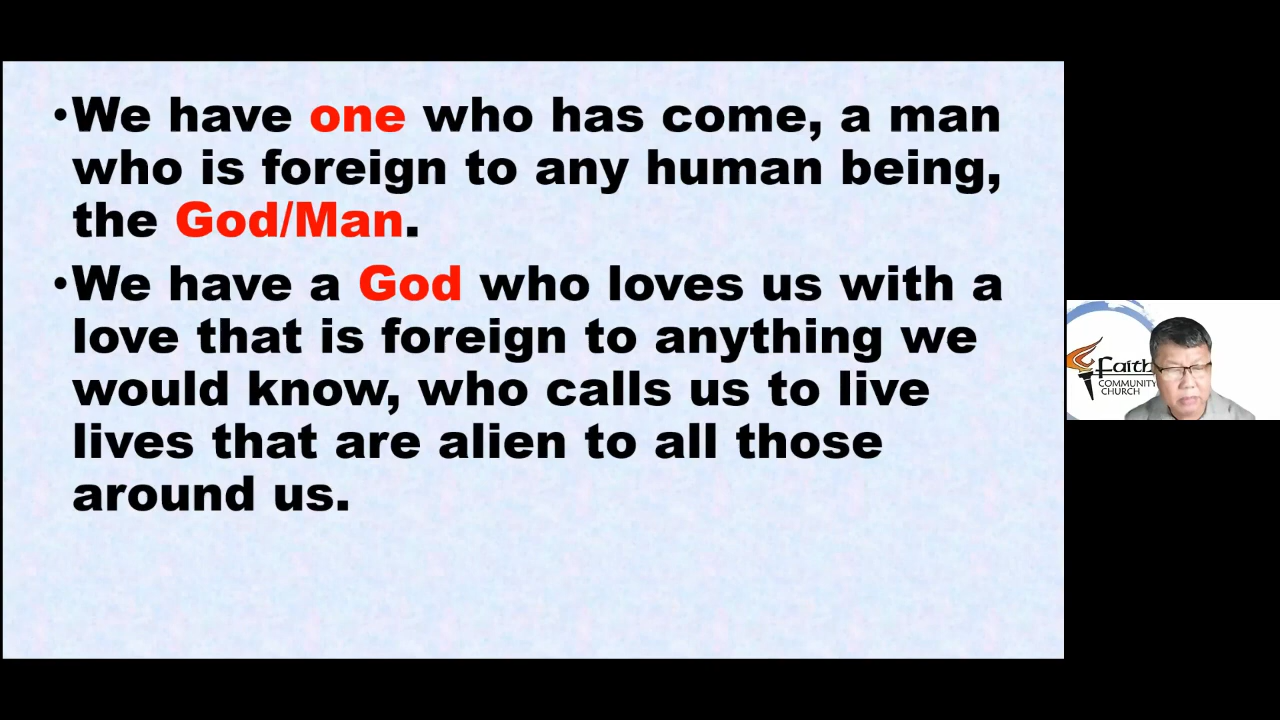 •We have one who has come, a man
who is foreign to any human being,
the God/Man.
•We have a God who loves us with a
love that is foreign to anything we
would know, who calls us to live
lives that are alien to all those
around us.
Faith
COMMUNITY
CHURCH